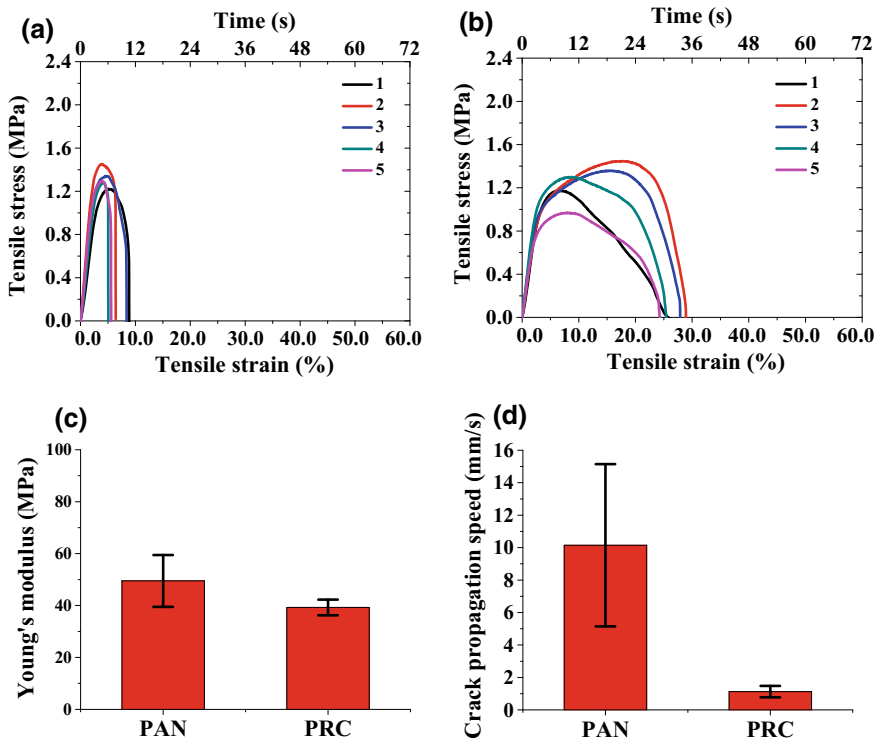 (a)
Time (s)
0 12 24 36 48 60 72
Tensile stress (MPa)
2.4
2.0
1.6
1.2
0.8
0.4
0.0
1
2
3
4
5
0.0 10.0 20.0 30.0 40.0 50.0 60.0
Tensile strain (%)
(b)
Time (s)
0 12 24 36 48 60 72
Tensile stress (MPa)
2.4
2.0
1.6
1.2
0.8
0.4
0.0
1
2
3
4
5
0.0 10.0 20.0 30.0 40.0 50.0 60.0
Tensile strain (%)
(c)
Young's modulus (MPa)
100
80
60
40
20
0
PAN PRC
(d)
Crack propagation speed (mm/s)
16
14
12
10
8
6
4
2
0
PAN PRC